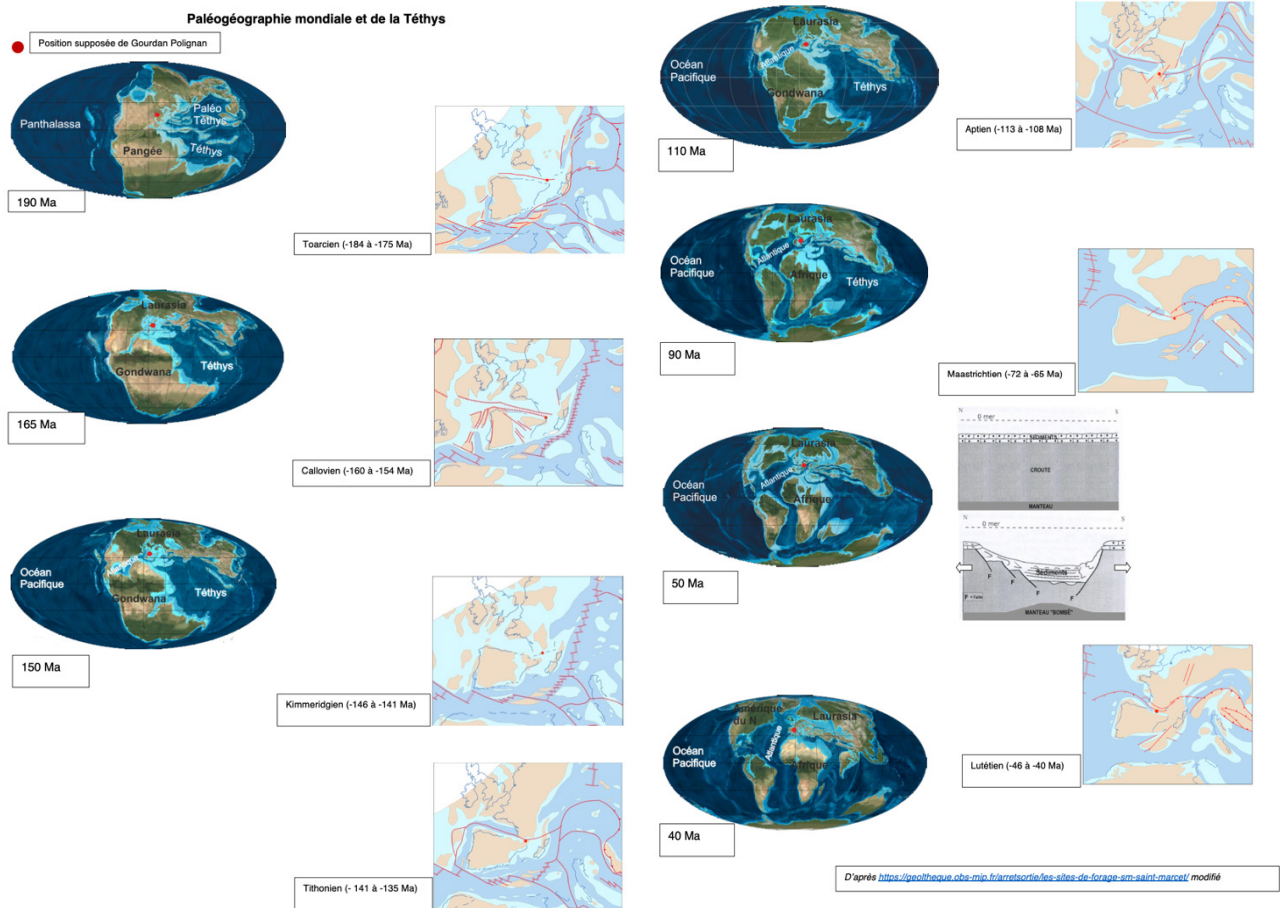 Paléogéographie mondiale et de la Téthys
Position supposée de Gourdan Polignan
Panthalassa
Paléo
Téthys
Pangée
Téthys
190 Ma
Toarcien (-184 à -175 Ma)
Laurasia
Téthys
Gondwana
165 Ma
Callovien (-160 à -154 Ma)
Laurasia
Océan
Pacifique
Atlantique
Gondwana
Téthys
150 Ma
Kimmeridgien (-146 à -141 Ma)
Tithonien (- 141 à -135 Ma)
Laurasia
Océan
Pacifique
Atlantique
Gondwana
Téthys
110 Ma
Aptien (-113 à -108 Ma)
Laurasia
Océan
Pacifique
Atlantique
Afrique
Téthys
90 Ma
Maastrichtien (-72 à -65 Ma)
N S
0 mer
SEDIMENTS
CROUTE
MANTEAU
N S
0 mer
Sédiments
F
F
F
F
F = Faille
MANTEAU "BOMBÉ"
Laurasia
Océan
Pacifique
Atlantique
Afrique
50 Ma
Amérique
du N
Laurasia
Océan
Pacifique
Atlantique
Afrique
40 Ma
Lutétien (-46 à -40 Ma)
D'après https://geoltheque.obs-mip.fr/arretsortie/les-sites-de-forage-sm-saint-marcet/ modifié